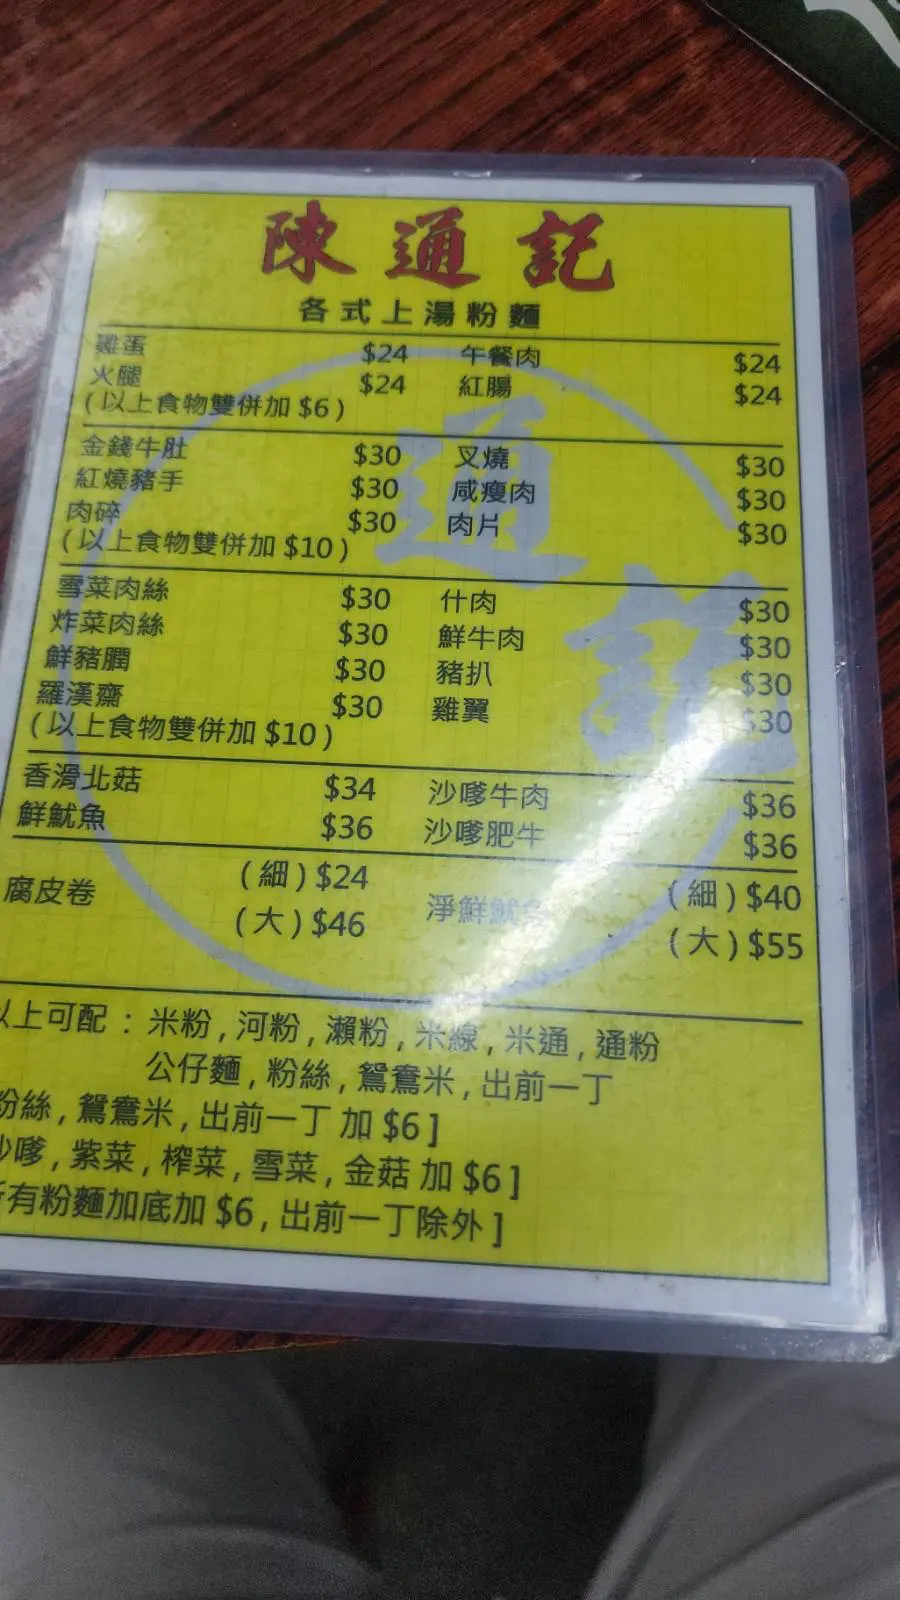 陳通記
各式上湯粉麵
雞蛋 $24 午餐肉 $24
火腿 $24 紅腸 $24
(以上食物雙併加 $6)
金錢牛肚 $30 叉燒 $30
紅燒豬手 $30 咸瘦肉 $30
肉碎 $30 肉片 $30
(以上食物雙併加 $10)
雪菜肉絲 $30 什肉 $30
炸菜肉絲 $30 鮮牛肉 $30
鮮豬膶 $30 豬扒 $30
羅漢齋 $30 雞翼 $30
(以上食物雙併加 $10)
香滑北菇 $34 沙嗲牛肉 $36
鮮魷魚 $36 沙嗲肥牛 $36
腐皮卷 (細) $24 淨鮮魷魚 (細) $40
(大) $46 (大) $55
以上可配：米粉，河粉，瀨粉，米線，米通，通粉
公仔麵，粉絲，鴛鴦米，出前一丁
粉絲，鴛鴦米，出前一丁 加 $6]
沙嗲，紫菜，榨菜，雪菜，金菇 加 $6]
所有粉麵加底加 $6，出前一丁除外]
通記